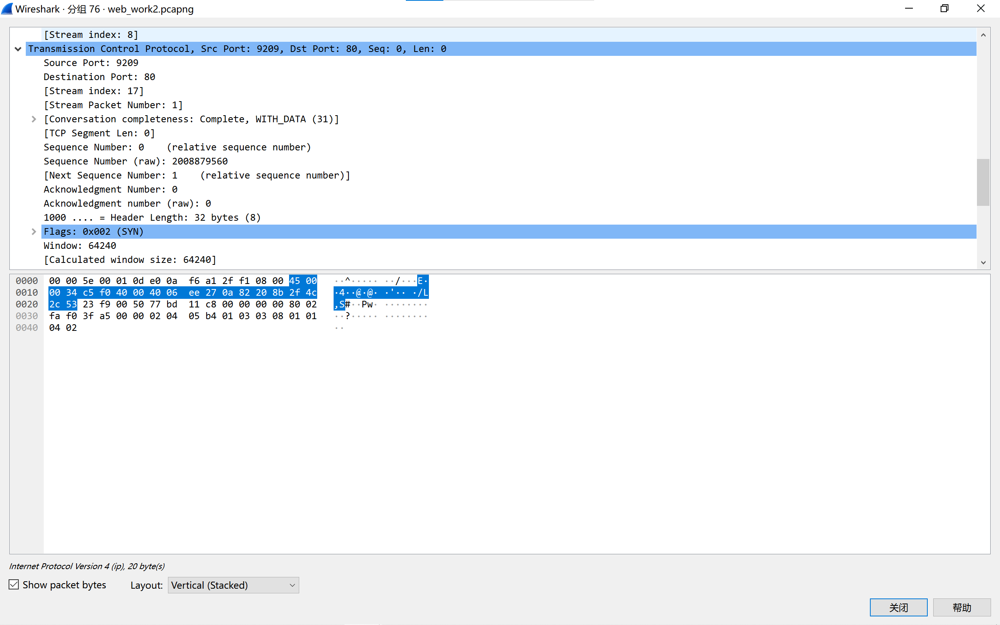 Wireshark · 分组 76 · web_work2.pcapng
[Stream index: 8]
Transmission Control Protocol, Src Port: 9209, Dst Port: 80, Seq: 0, Len: 0
Source Port: 9209
Destination Port: 80
[Stream index: 17]
[Stream Packet Number: 1]
[Conversation completeness: Complete, WITH_DATA (31)]
[TCP Segment Len: 0]
Sequence Number: 0    (relative sequence number)
Sequence Number (raw): 2008879560
[Next Sequence Number: 1    (relative sequence number)]
Acknowledgment Number: 0
Acknowledgment number (raw): 0
1000 .... = Header Length: 32 bytes (8)
Flags: 0x002 (SYN)
Window: 64240
[Calculated window size: 64240]
0000  00 00 5e 00 01 0d e0 0a  f6 a1 2f f1 08 00 45 00  ··^····· ··/···E·
0010  00 34 c5 f0 40 00 40 06  ee 27 0a 82 20 8b 2f 4c  ·4··@·@· ·'·· ·/L
0020  2c 53 23 f9 00 50 77 bd  11 c8 00 00 00 00 80 02  ,S#··Pw· ········
0030  fa f0 3f a5 00 00 02 04  05 b4 01 03 03 08 01 01  ··?····· ········
0040  04 02  ··
Internet Protocol Version 4 (ip), 20 byte(s)
Show packet bytes  Layout: Vertical (Stacked)
关闭  帮助